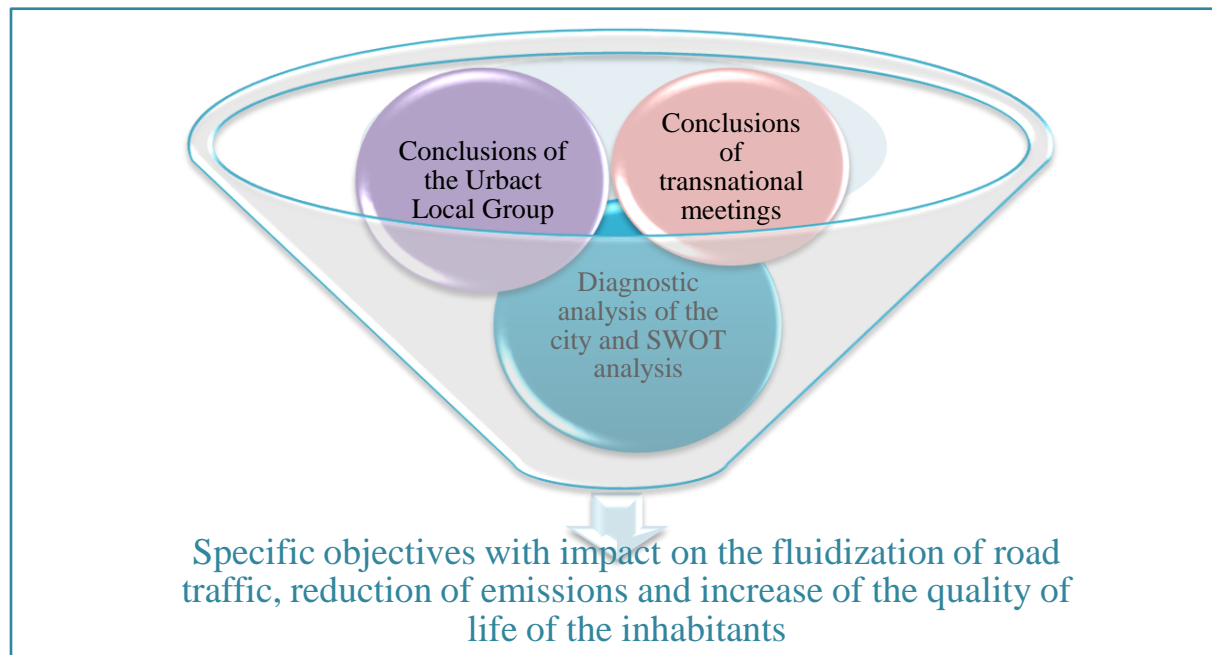 Conclusions of
the Urbact
Local Group
Conclusions
of
transnational
meetings
Diagnostic
analysis of the
city and SWOT
analysis
Specific objectives with impact on the fluidization of road
traffic, reduction of emissions and increase of the quality of
life of the inhabitants